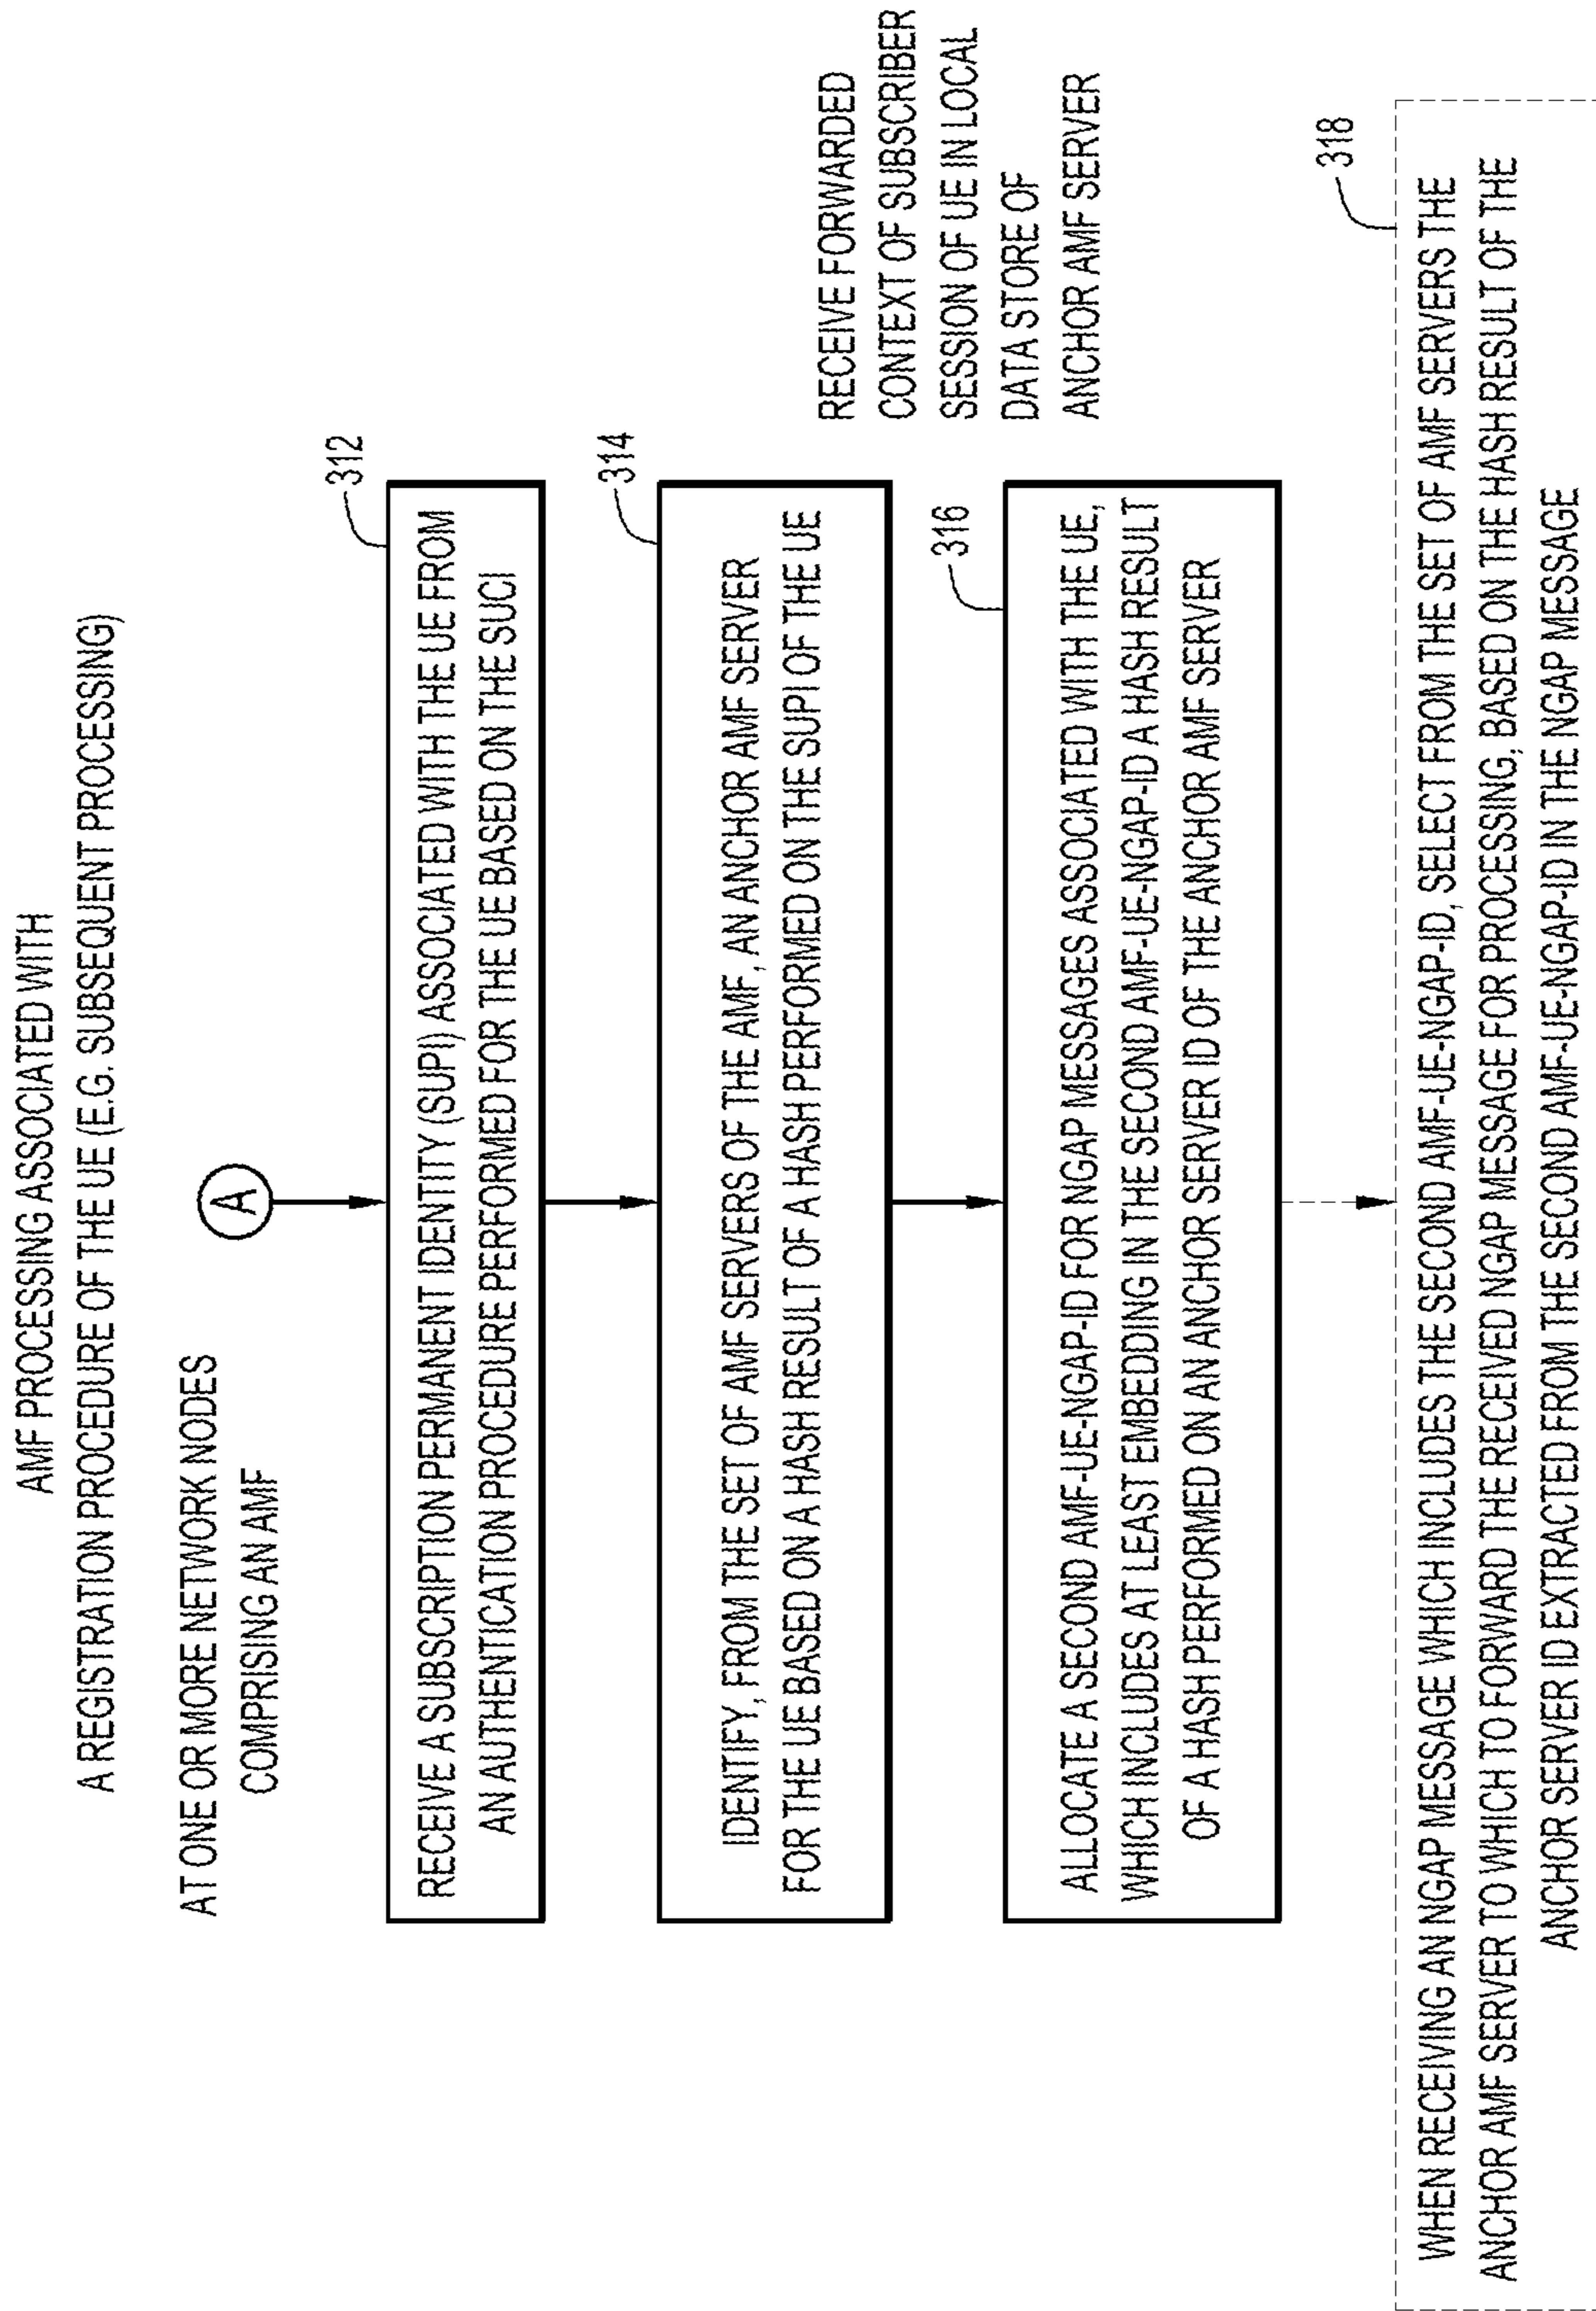 AMF PROCESSING ASSOCIATED WITH
A REGISTRATION PROCEDURE OF THE UE (E.G. SUBSEQUENT PROCESSING)
AT ONE OR MORE NETWORK NODES
COMPRISING AN AMF
A
312
RECEIVE A SUBSCRIPTION PERMANENT IDENTITY (SUPI) ASSOCIATED WITH THE UE FROM
AN AUTHENTICATION PROCEDURE PERFORMED FOR THE UE BASED ON THE SUCI
314
IDENTIFY, FROM THE SET OF AMF SERVERS OF THE AMF, AN ANCHOR AMF SERVER
FOR THE UE BASED ON A HASH RESULT OF A HASH PERFORMED ON THE SUPI OF THE UE
RECEIVE FORWARDED
CONTEXT OF SUBSCRIBER
SESSION OF UE IN LOCAL
DATA STORE OF
ANCHOR AMF SERVER
316
ALLOCATE A SECOND AMF-UE-NGAP-ID FOR NGAP MESSAGES ASSOCIATED WITH THE UE,
WHICH INCLUDES AT LEAST EMBEDDING IN THE SECOND AMF-UE-NGAP-ID A HASH RESULT
OF A HASH PERFORMED ON AN ANCHOR SERVER ID OF THE ANCHOR AMF SERVER
318
WHEN RECEIVING AN NGAP MESSAGE WHICH INCLUDES THE SECOND AMF-UE-NGAP-ID, SELECT FROM THE SET OF AMF SERVERS THE
ANCHOR AMF SERVER TO WHICH TO FORWARD THE RECEIVED NGAP MESSAGE FOR PROCESSING, BASED ON THE HASH RESULT OF THE
ANCHOR SERVER ID EXTRACTED FROM THE SECOND AMF-UE-NGAP-ID IN THE NGAP MESSAGE